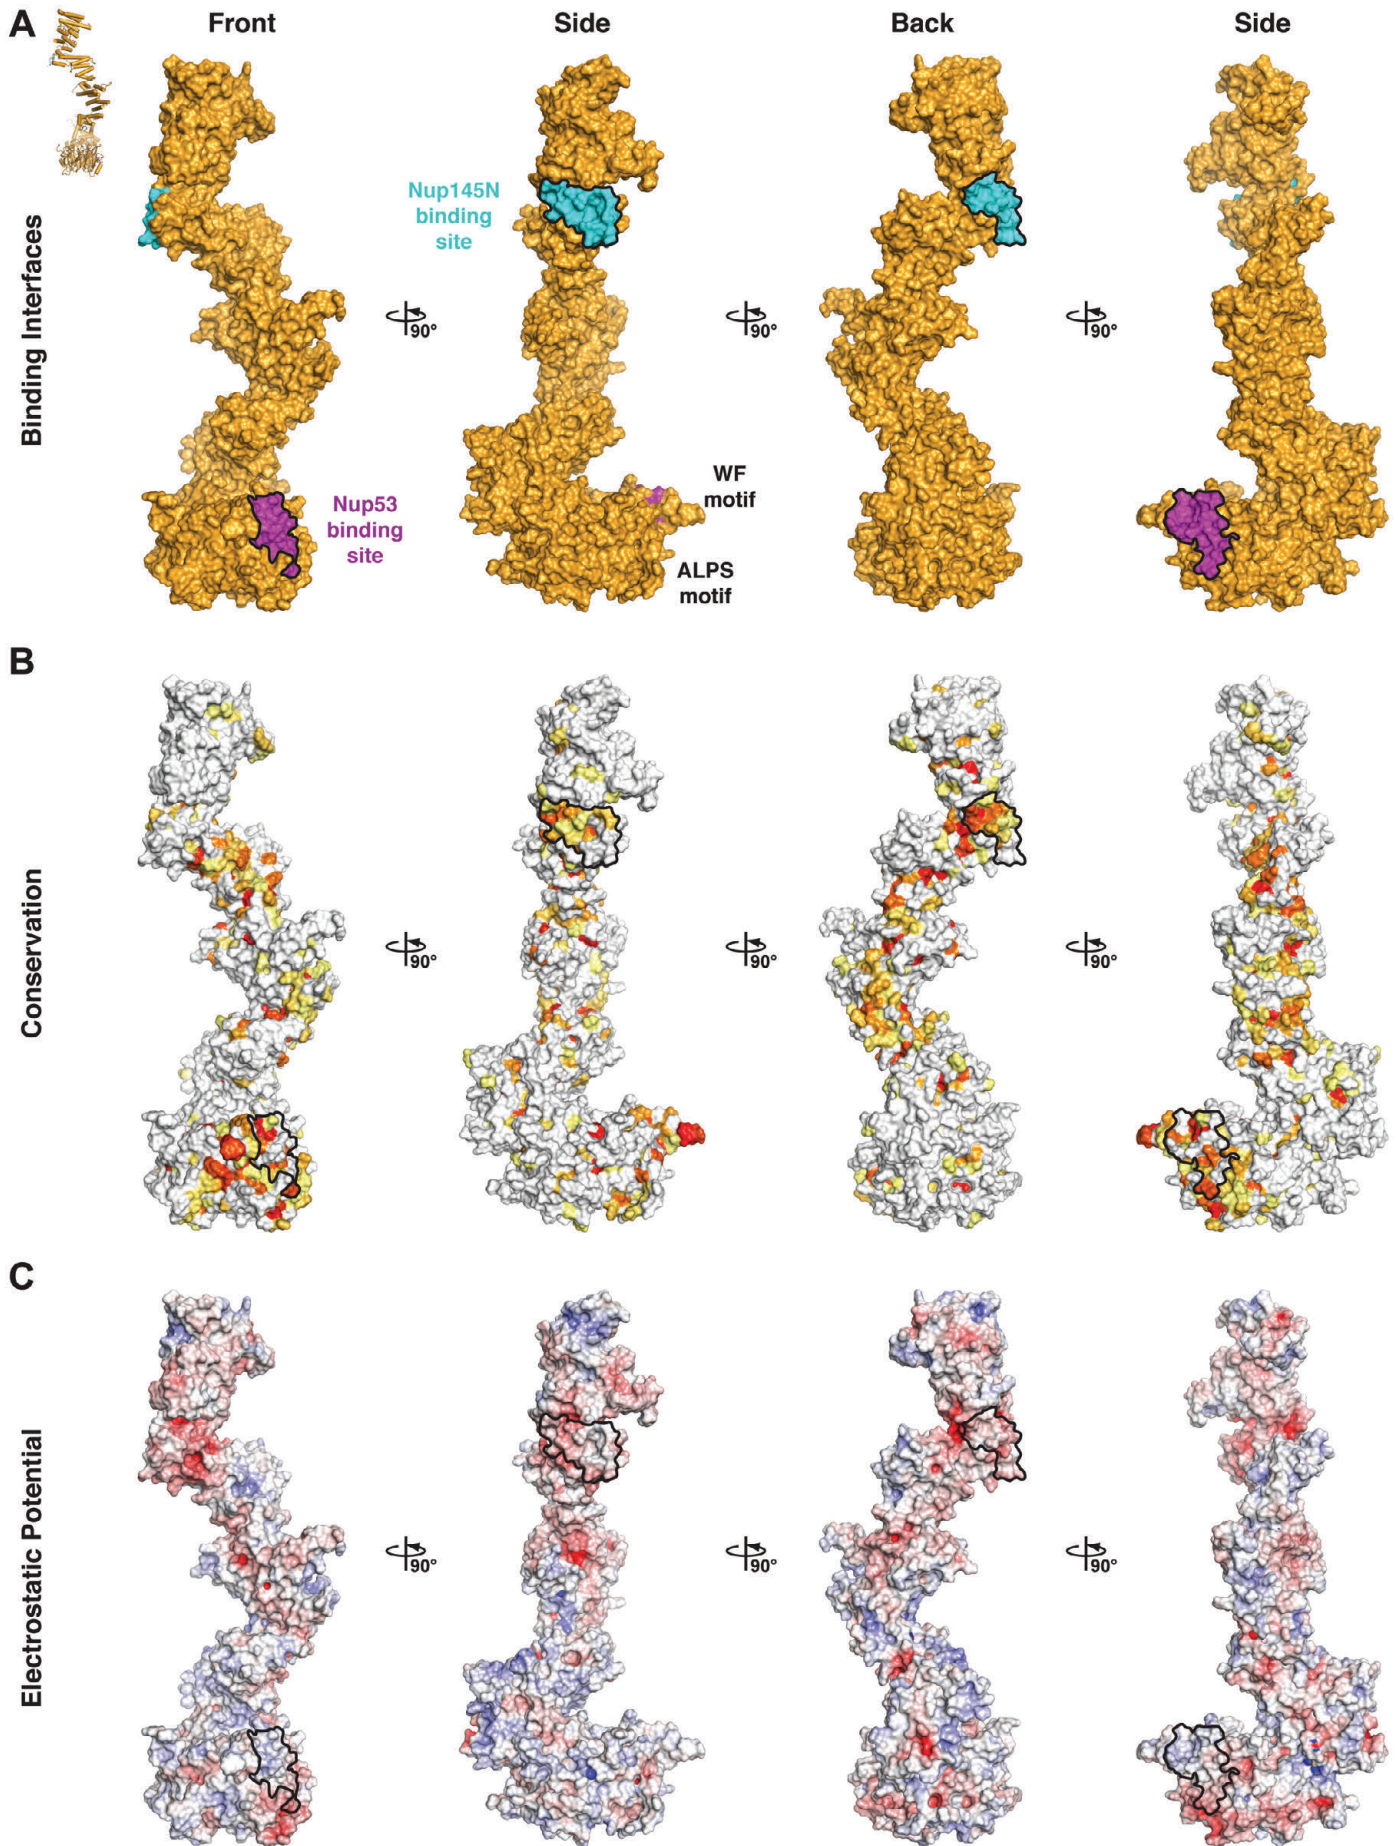 A
Front
Side
Back
Side
Binding Interfaces
Nup145N
binding
site
90°
90°
90°
Nup53
binding
site
WF
motif
ALPS
motif
B
Conservation
90°
90°
90°
C
Electrostatic Potential
90°
90°
90°